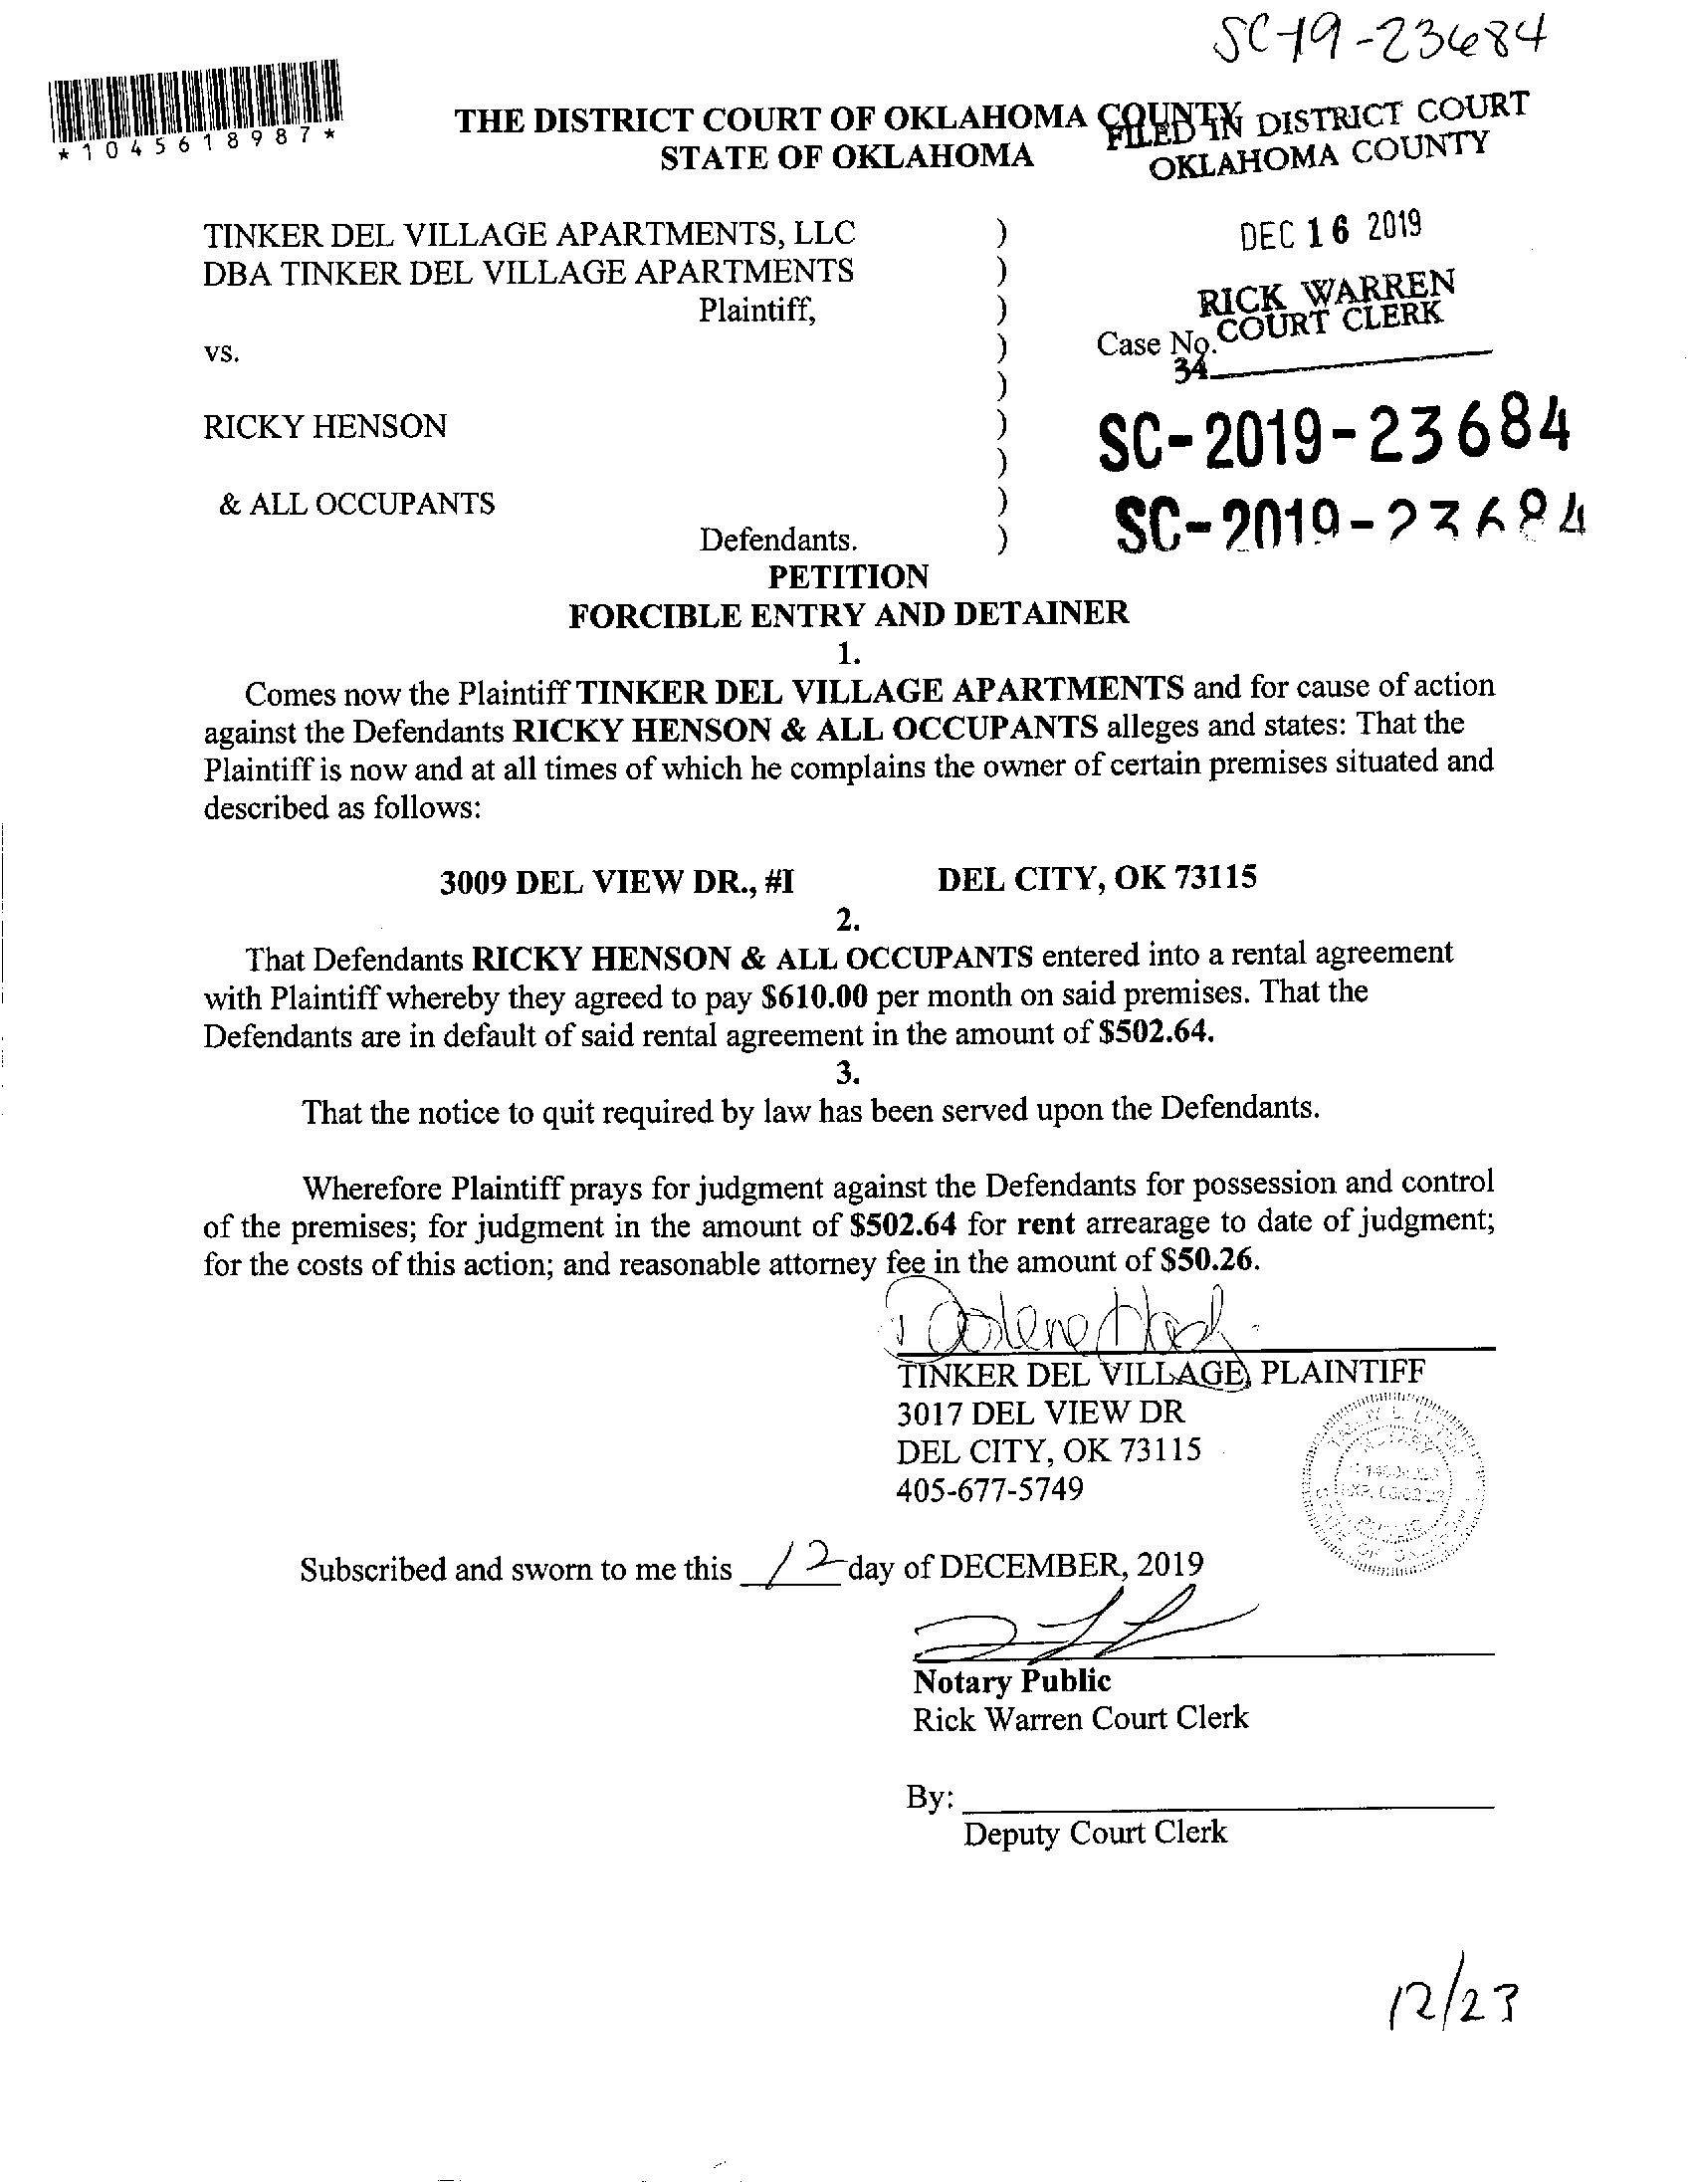 SC-19-23684
*1045618987*
THE DISTRICT COURT OF OKLAHOMA COUNTY
STATE OF OKLAHOMA
FILED IN DISTRICT COURT
OKLAHOMA COUNTY
TINKER DEL VILLAGE APARTMENTS, LLC )
DBA TINKER DEL VILLAGE APARTMENTS )
Plaintiff, )
vs. )
)
RICKY HENSON )
)
& ALL OCCUPANTS )
Defendants. )
DEC 16 2019
RICK WARREN
COURT CLERK
Case No.
34
SC-2019-23684
SC-2019-23684
PETITION
FORCIBLE ENTRY AND DETAINER
1.
Comes now the Plaintiff TINKER DEL VILLAGE APARTMENTS and for cause of action
against the Defendants RICKY HENSON & ALL OCCUPANTS alleges and states: That the
Plaintiff is now and at all times of which he complains the owner of certain premises situated and
described as follows:
3009 DEL VIEW DR., #I DEL CITY, OK 73115
2.
That Defendants RICKY HENSON & ALL OCCUPANTS entered into a rental agreement
with Plaintiff whereby they agreed to pay $610.00 per month on said premises. That the
Defendants are in default of said rental agreement in the amount of $502.64.
3.
That the notice to quit required by law has been served upon the Defendants.
Wherefore Plaintiff prays for judgment against the Defendants for possession and control
of the premises; for judgment in the amount of $502.64 for rent arrearage to date of judgment;
for the costs of this action; and reasonable attorney fee in the amount of $50.26.
Darlene
TINKER DEL VILLAGE, PLAINTIFF
3017 DEL VIEW DR
DEL CITY, OK 73115
405-677-5749
Subscribed and sworn to me this 12 day of DECEMBER, 2019
Notary Public
Rick Warren Court Clerk
By:
Deputy Court Clerk
12/23